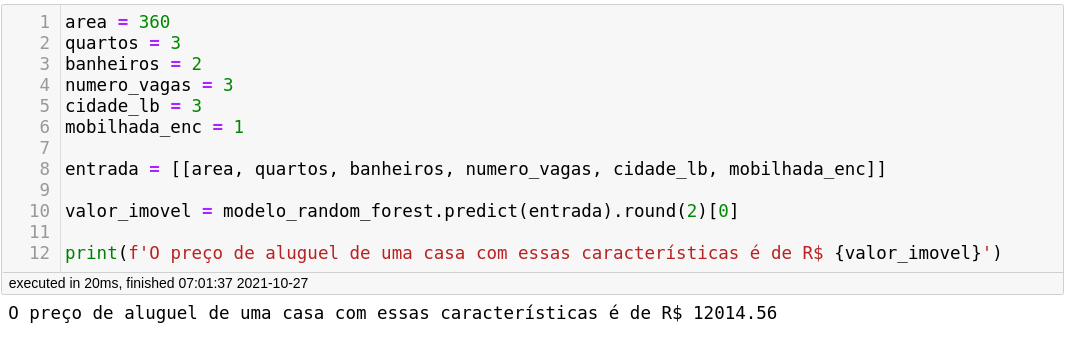 1 area = 360
2 quartos = 3
3 banheiros = 2
4 numero_vagas = 3
5 cidade_lb = 3
6 mobilhada_enc = 1
7
8 entrada = [[area, quartos, banheiros, numero_vagas, cidade_lb, mobilhada_enc]]
9
10 valor_imovel = modelo_random_forest.predict(entrada).round(2)[0]
11
12 print(f'O preço de aluguel de uma casa com essas características é de R$ {valor_imovel}')
executed in 20ms, finished 07:01:37 2021-10-27
O preço de aluguel de uma casa com essas características é de R$ 12014.56